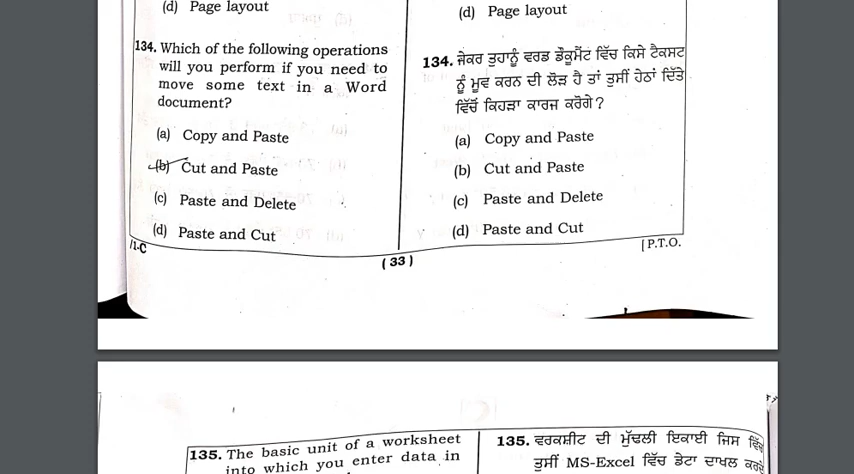 (d) Page layout
134. Which of the following operations
will you perform if you need to
move some text in a Word
document?
(a) Copy and Paste
(b) Cut and Paste
(c) Paste and Delete
(d) Paste and Cut
/1-C
(d) Page layout
134. ਜੇਕਰ ਤੁਹਾਨੂੰ ਵਰਡ ਡੌਕੂਮੈਂਟ ਵਿੱਚ ਕਿਸੇ ਟੈਕਸਟ
ਨੂੰ ਮੂਵ ਕਰਨ ਦੀ ਲੋੜ ਹੈ ਤਾਂ ਤੁਸੀਂ ਹੇਠਾਂ ਦਿੱਤੇ
ਵਿੱਚੋਂ ਕਿਹੜਾ ਕਾਰਜ ਕਰੋਗੇ ?
(a) Copy and Paste
(b) Cut and Paste
(c) Paste and Delete
(d) Paste and Cut
[ P.T.O.
( 33 )
135. The basic unit of a worksheet
into which you enter data in
135. ਵਰਕਸ਼ੀਟ ਦੀ ਮੁੱਢਲੀ ਇਕਾਈ ਜਿਸ ਵਿੱਚ
ਤੁਸੀਂ MS-Excel ਵਿੱਚ ਡੇਟਾ ਦਾਖਲ ਕਰਦੇ